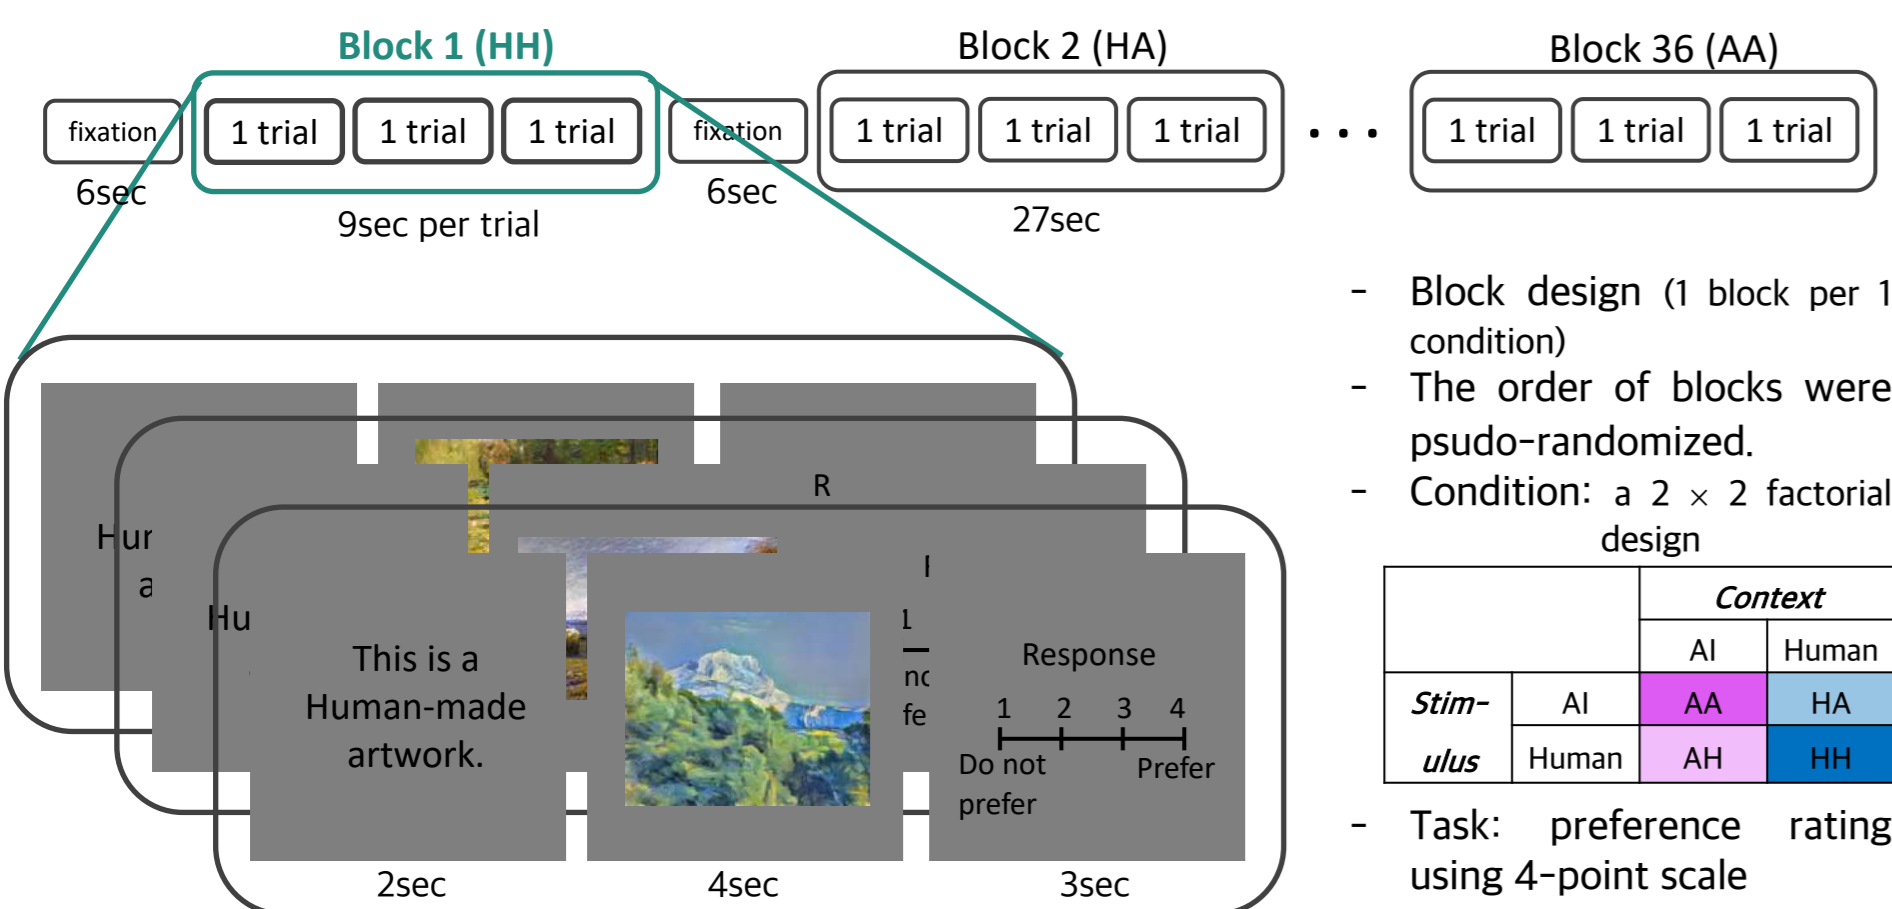 Block 1 (HH)
Block 2 (HA)
Block 36 (AA)
fixation
1 trial
1 trial
1 trial
fixation
1 trial
1 trial
1 trial
• • •
1 trial
1 trial
1 trial
6sec
9sec per trial
6sec
27sec
R
Hu
This is a
Human-made
artwork.
Response
1 2 3 4
Do not
prefer
Prefer
2sec
4sec
3sec
- Block design (1 block per 1
condition)
- The order of blocks were
psudo-randomized.
- Condition: a 2 × 2 factorial
design
Context
AI
Human
Stim-
ulus
AI
AA
HA
Human
AH
HH
- Task: preference rating
using 4-point scale